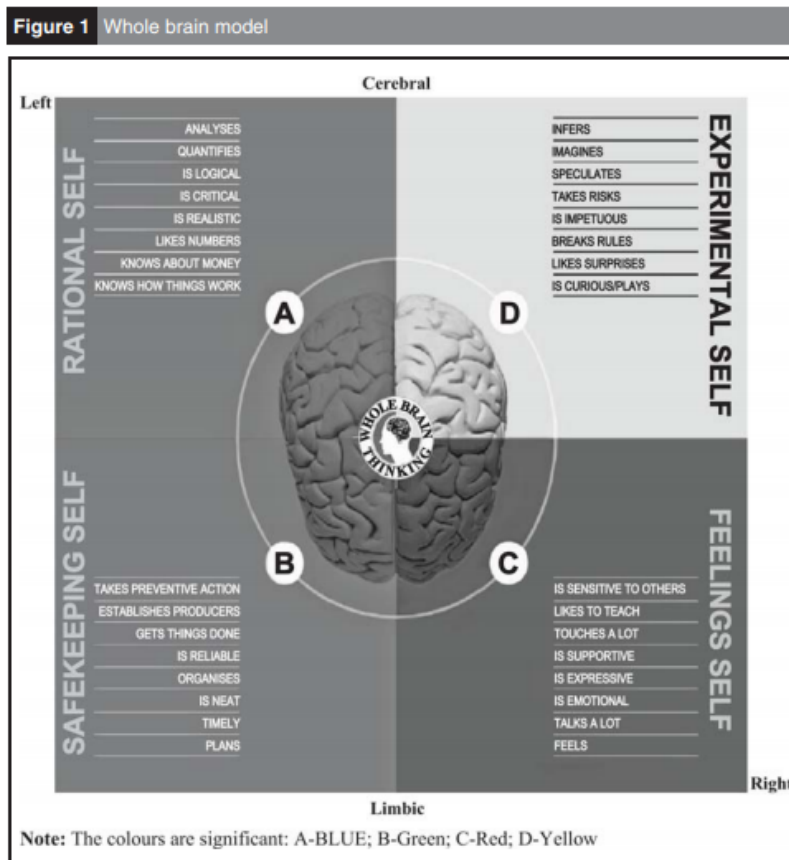 Figure 1 Whole brain model
Cerebral
Left
RATIONAL SELF
ANALYSES
QUANTIFIES
IS LOGICAL
IS CRITICAL
IS REALISTIC
LIKES NUMBERS
KNOWS ABOUT MONEY
KNOWS HOW THINGS WORK
A
EXPERIMENTAL SELF
INFERS
IMAGINES
SPECULATES
TAKES RISKS
IS IMPETUOUS
BREAKS RULES
LIKES SURPRISES
IS CURIOUS/PLAYS
D
WHOLE BRAIN
THINKING
SAFEKEEPING SELF
B
TAKES PREVENTIVE ACTION
ESTABLISHES PRODUCERS
GETS THINGS DONE
IS RELIABLE
ORGANISES
IS NEAT
TIMELY
PLANS
FEELINGS SELF
C
IS SENSITIVE TO OTHERS
LIKES TO TEACH
TOUCHES A LOT
IS SUPPORTIVE
IS EXPRESSIVE
IS EMOTIONAL
TALKS A LOT
FEELS
Right
Limbic
Note: The colours are significant: A-BLUE; B-Green; C-Red; D-Yellow